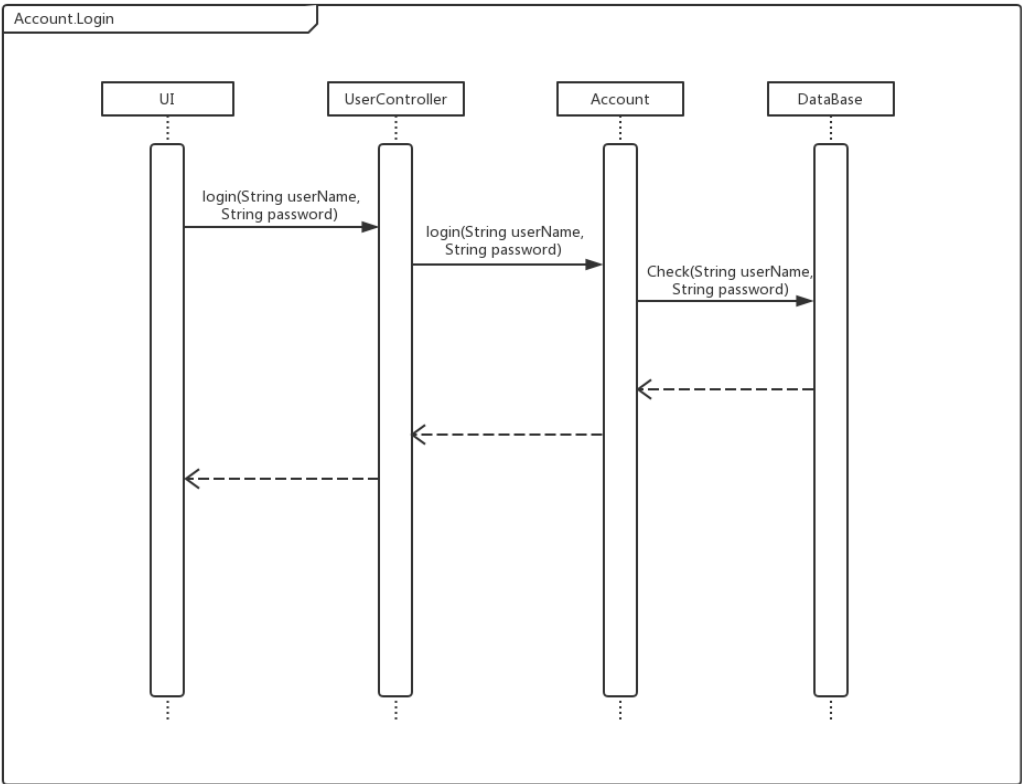 Account.Login
UI
UserController
Account
DataBase
login(String userName,
String password)
login(String userName,
String password)
Check(String userName,
String password)